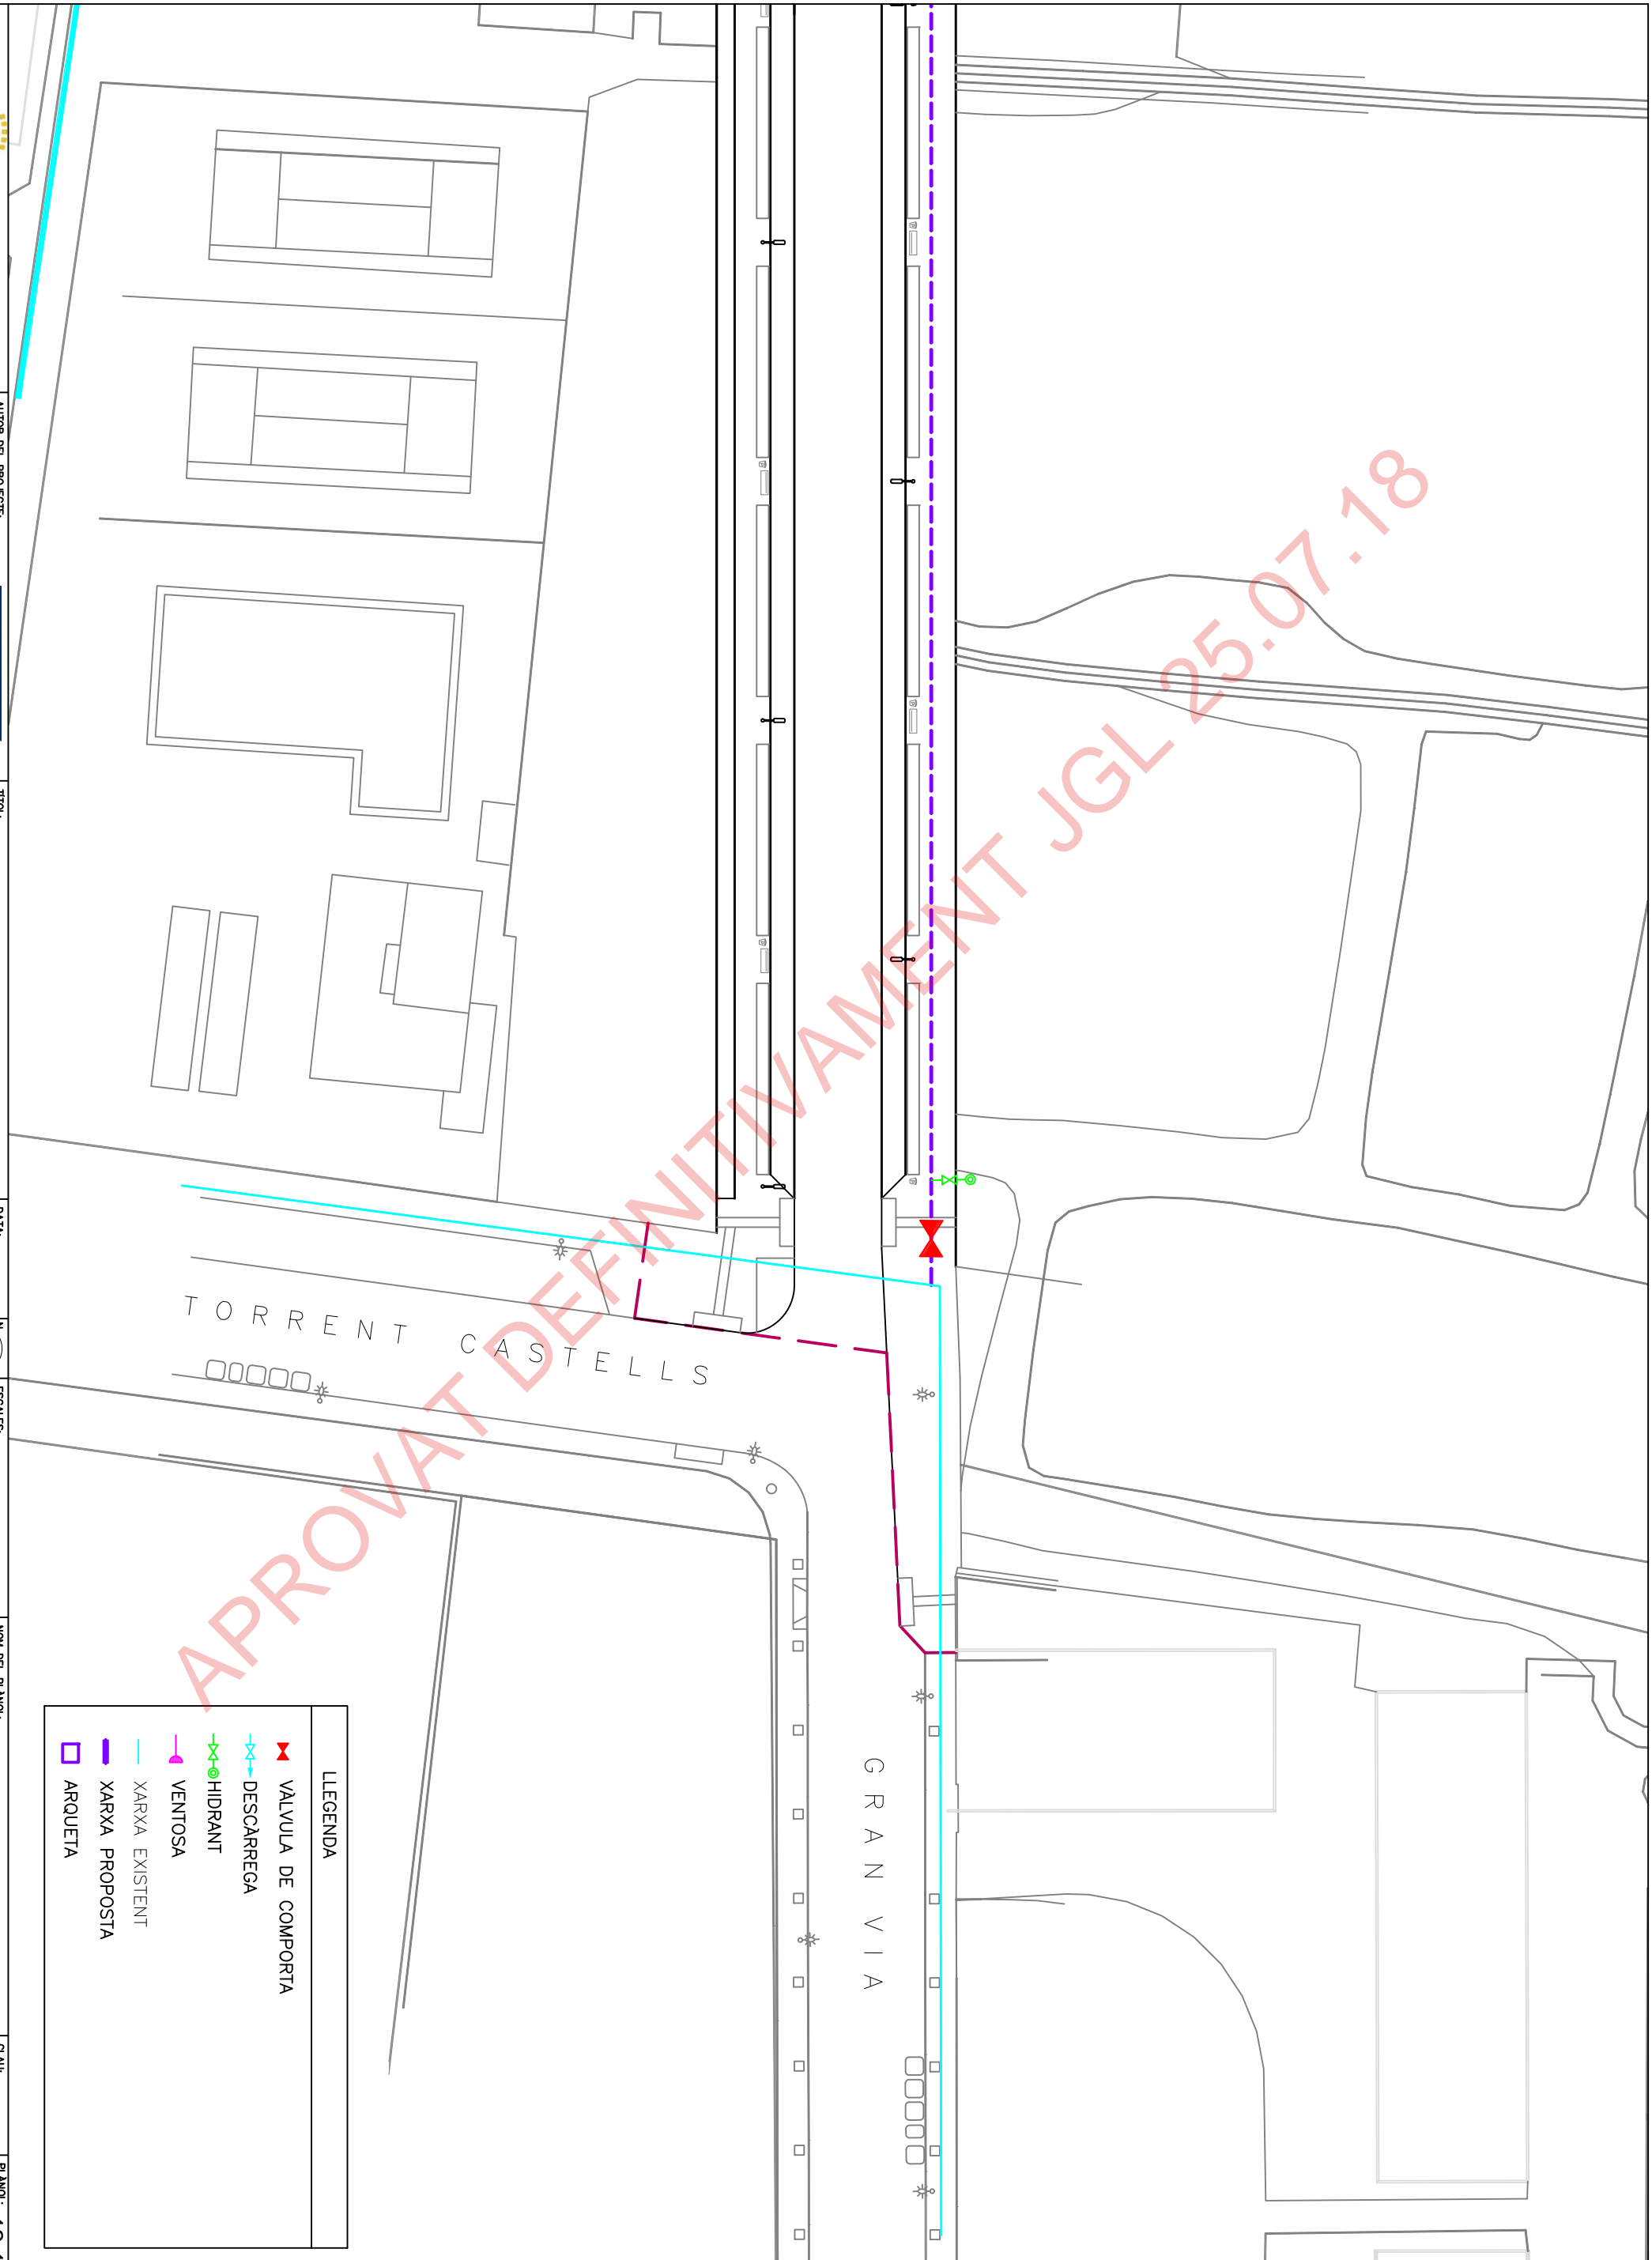 APROVAT DEFINITIVAMENT JGL 25.07.18
TORRENT CASTELLS
GRAN VIA
LLEGENDA
VÀLVULA DE COMPORTA
DESCÀRREGA
HIDRANT
VENTOSA
XARXA EXISTENT
XARXA PROPOSTA
ARQUETA